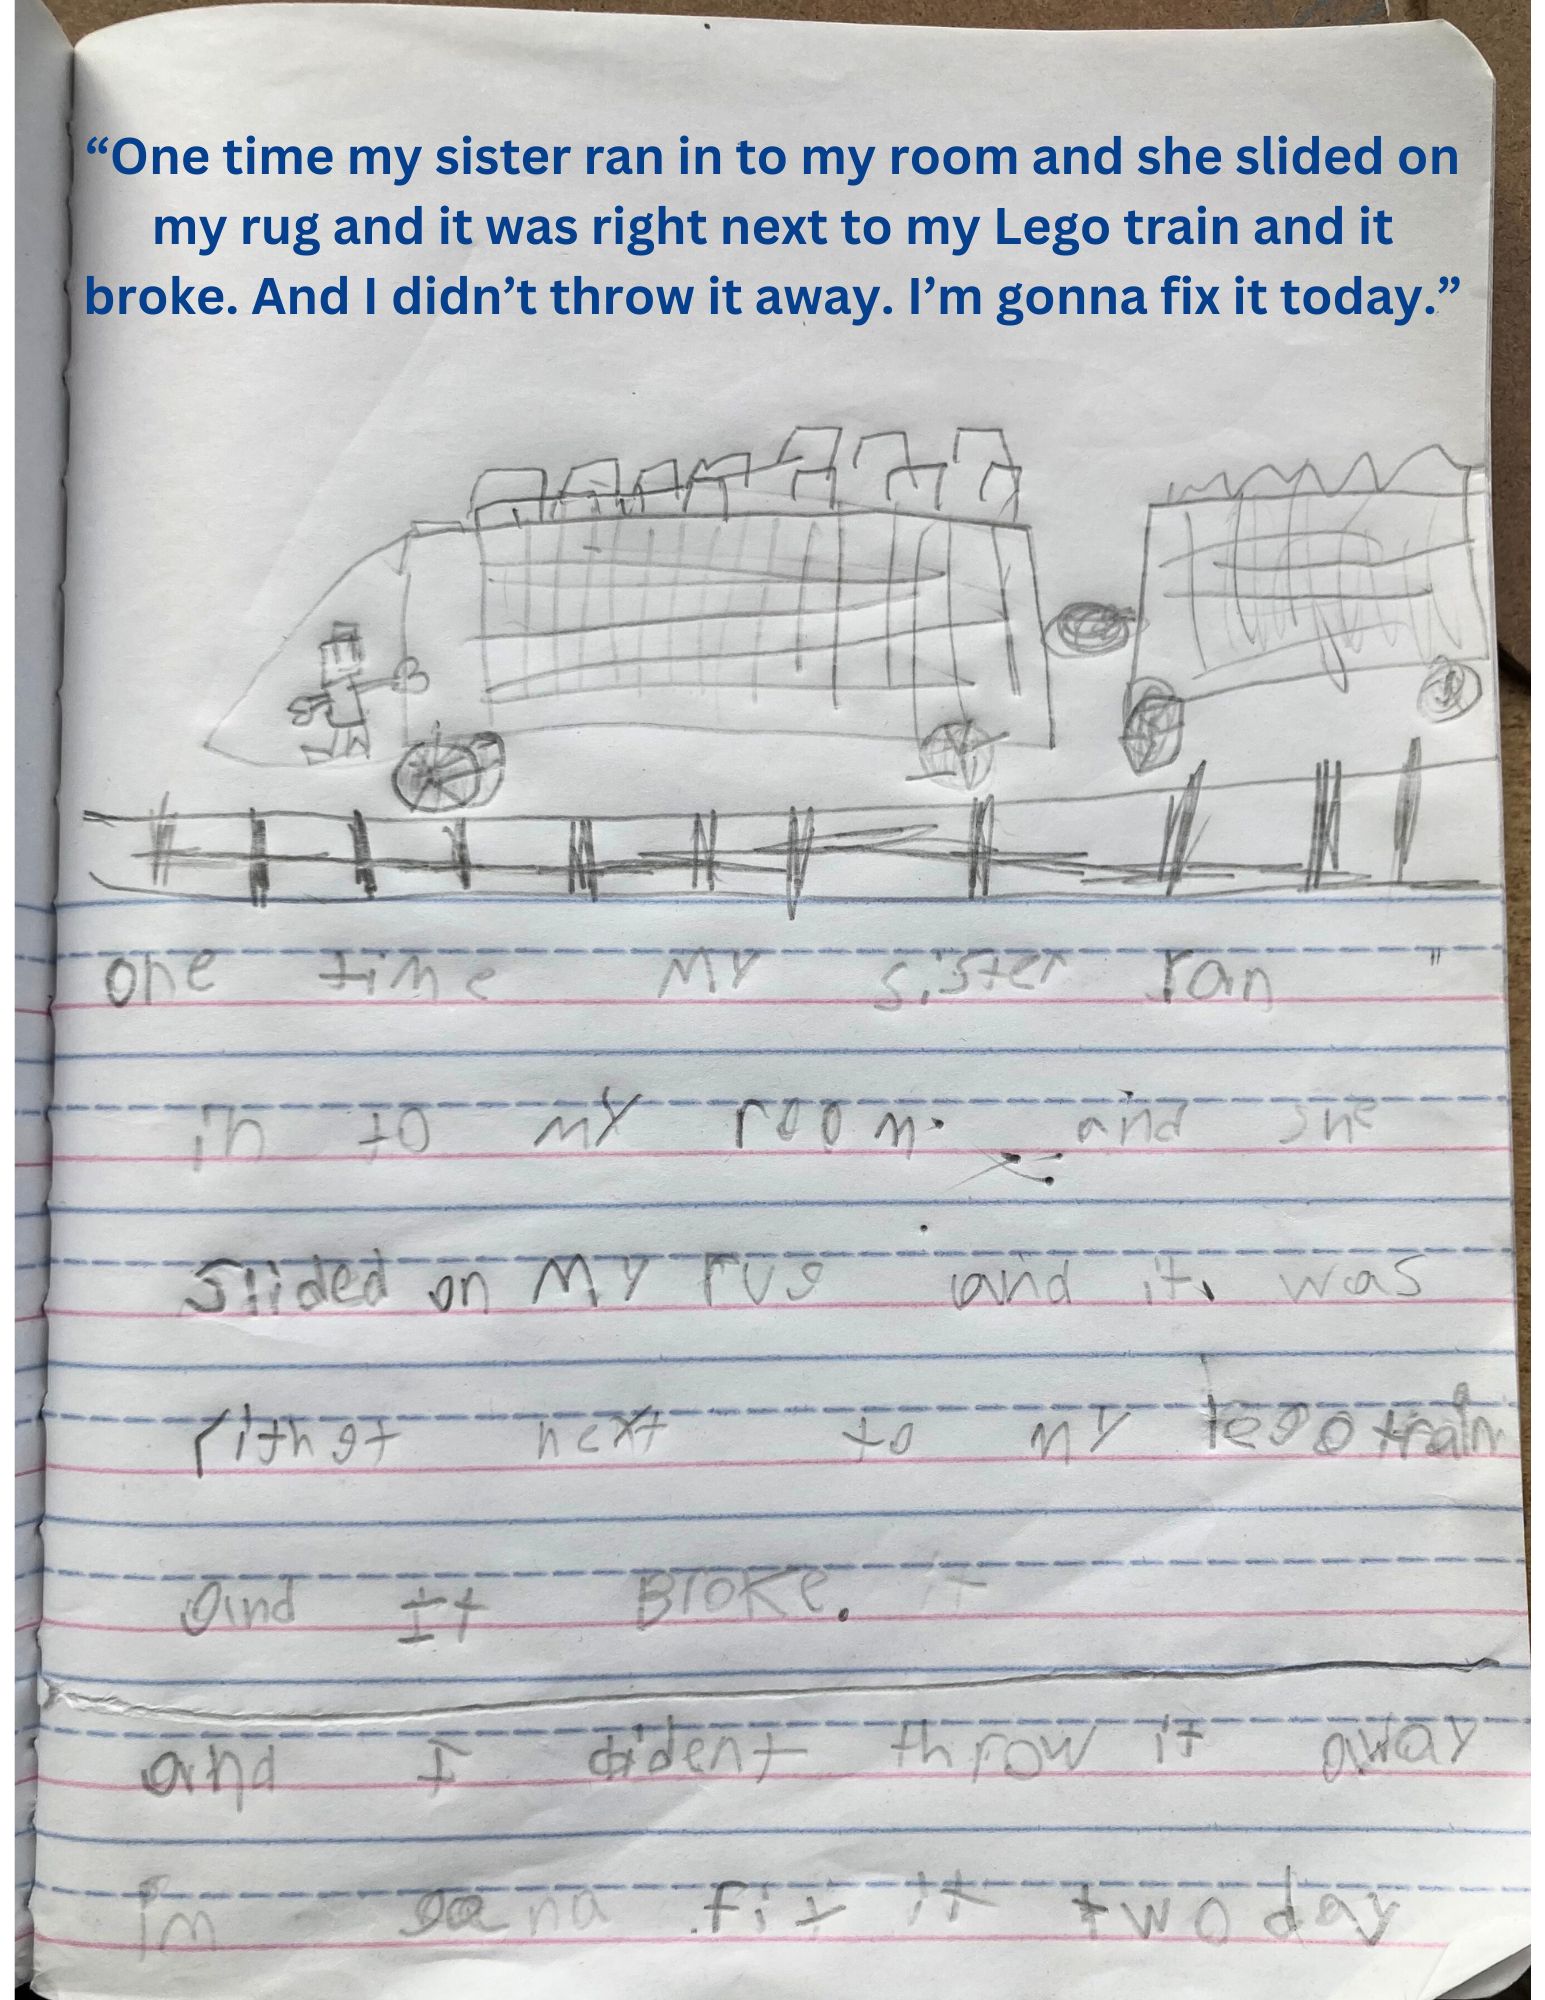 “One time my sister ran in to my room and she slided on
my rug and it was right next to my Lego train and it
broke. And I didn’t throw it away. I’m gonna fix it today.”
one time my sister ran "
in to my room. and she
slided on my rug and it was
rithgt next to my lego train
and it BroKe. it
and I dident throw it away
im gana fix it two day